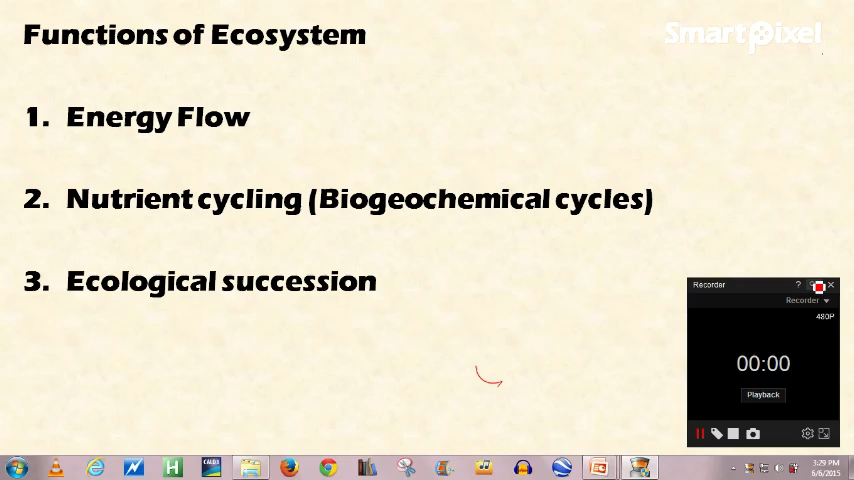 Functions of Ecosystem
SmartPixel
1. Energy Flow
2. Nutrient cycling (Biogeochemical cycles)
3. Ecological succession
Recorder
?
Recorder
480P
00:00
Playback
CALDI
3:29 PM
6/6/2015